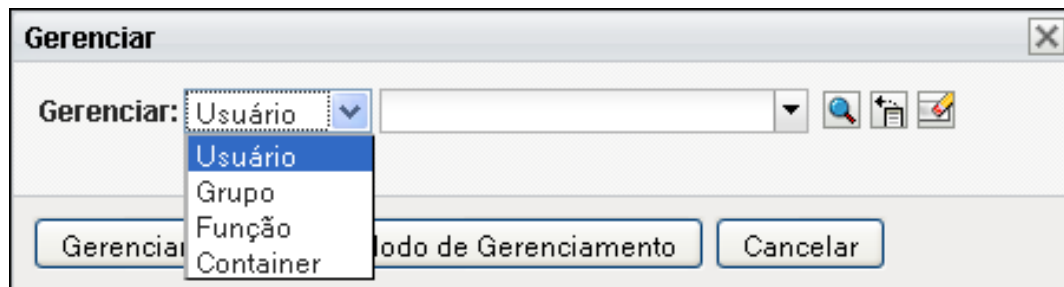 Gerenciar
Gerenciar: Usuário
Usuário
Grupo
Função
Container
Gerenciar
de Gerenciamento
Cancelar